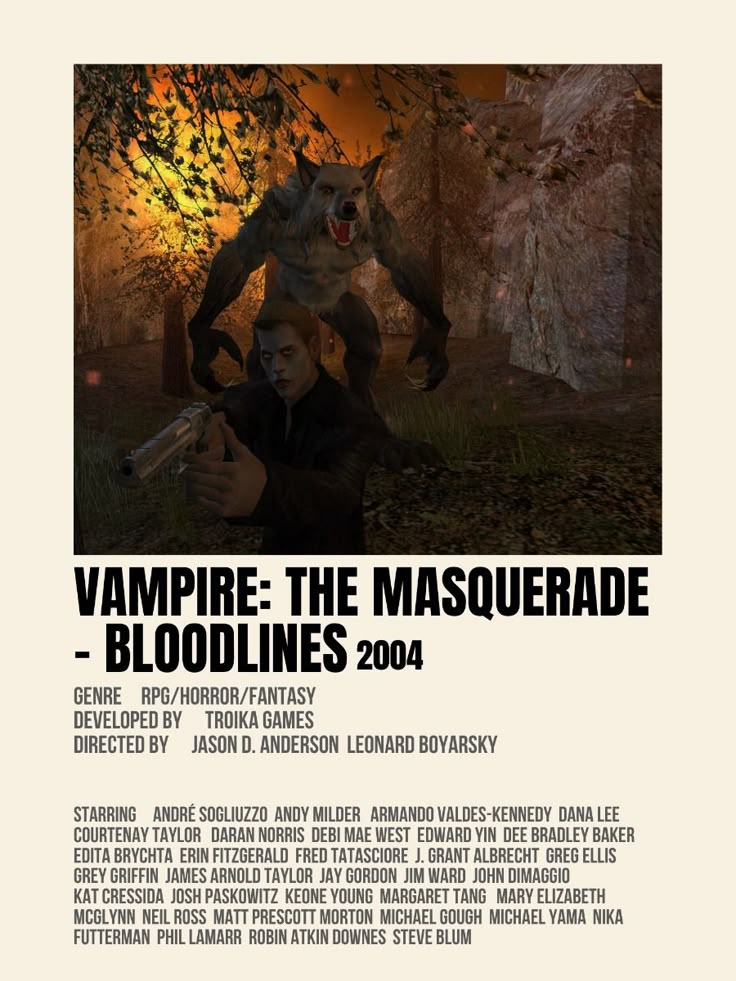 VAMPIRE: THE MASQUERADE
- BLOODLINES 2004
GENRE RPG/HORROR/FANTASY
DEVELOPED BY TROIKA GAMES
DIRECTED BY JASON D. ANDERSON LEONARD BOYARSKY
STARRING ANDRÉ SOGLIUZZO ANDY MILDER ARMANDO VALDES-KENNEDY DANA LEE
COURTENAY TAYLOR DARAN NORRIS DEBI MAE WEST EDWARD YIN DEE BRADLEY BAKER
EDITA BRYCHTA ERIN FITZGERALD FRED TATASCIORE J. GRANT ALBRECHT GREG ELLIS
GREY GRIFFIN JAMES ARNOLD TAYLOR JAY GORDON JIM WARD JOHN DIMAGGIO
KAT CRESSIDA JOSH PASKOWITZ KEONE YOUNG MARGARET TANG MARY ELIZABETH
MCGLYNN NEIL ROSS MATT PRESCOTT MORTON MICHAEL GOUGH MICHAEL YAMA NIKA
FUTTERMAN PHIL LAMARR ROBIN ATKIN DOWNES STEVE BLUM